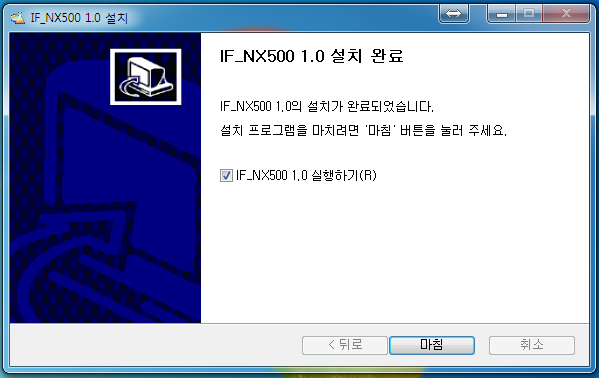 IF_NX500 1.0 설치
IF_NX500 1.0 설치 완료
IF_NX500 1.0의 설치가 완료되었습니다.
설치 프로그램을 마치려면 '마침' 버튼을 눌러 주세요.
IF_NX500 1.0 실행하기(R)
< 뒤로
마침
취소